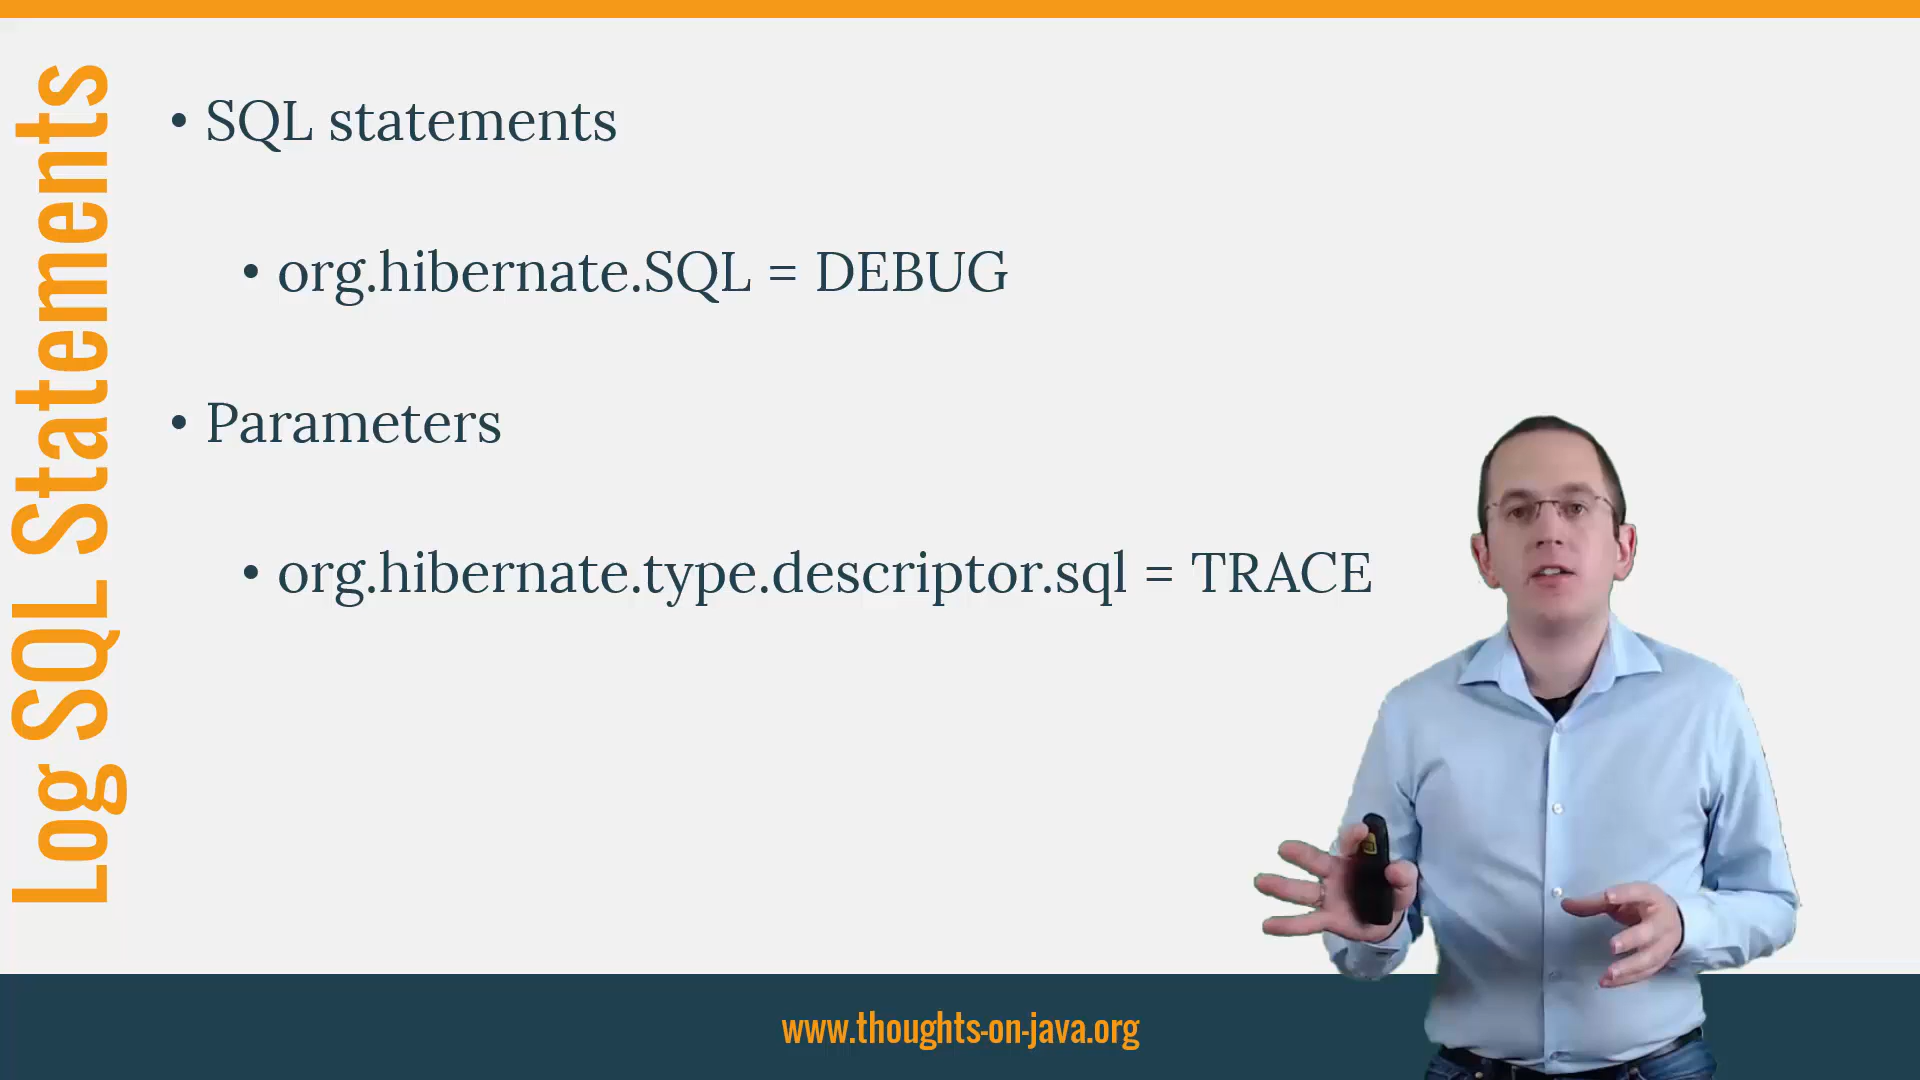 Log SQL Statements
• SQL statements
• org.hibernate.SQL = DEBUG
• Parameters
• org.hibernate.type.descriptor.sql = TRACE
www.thoughts-on-java.org